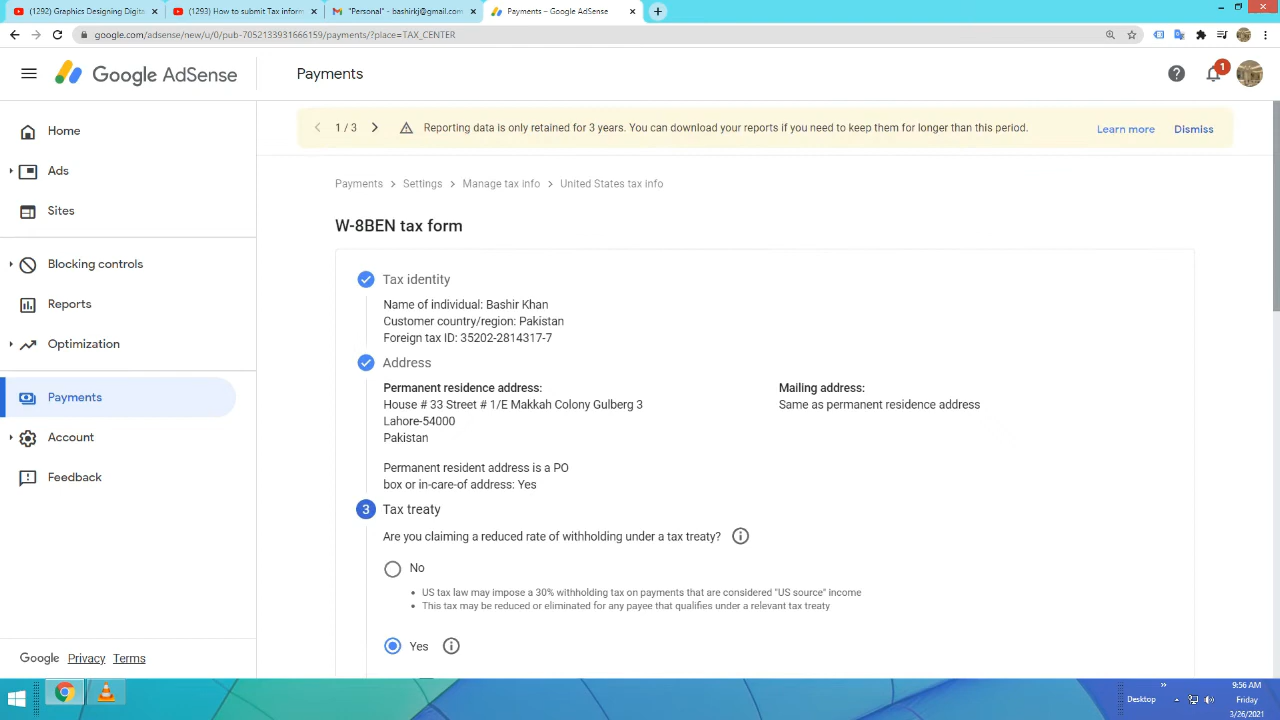 (1292) Graphics Designing Digita
(1293) How to submit Tax inform
"Personal" - bashirkj@gmail.com
Payments – Google AdSense
google.com/adsense/new/u/0/pub-7052133931666159/payments/?place=TAX_CENTER
Google AdSense
Payments
1
1 / 3
Reporting data is only retained for 3 years. You can download your reports if you need to keep them for longer than this period.
Learn more
Dismiss
Home
Ads
Sites
Blocking controls
Reports
Optimization
Payments
Account
Feedback
Google Privacy Terms
Payments > Settings > Manage tax info > United States tax info
W-8BEN tax form
Tax identity
Name of individual: Bashir Khan
Customer country/region: Pakistan
Foreign tax ID: 35202-2814317-7
Address
Permanent residence address:
House # 33 Street # 1/E Makkah Colony Gulberg 3
Lahore-54000
Pakistan
Mailing address:
Same as permanent residence address
Permanent resident address is a PO
box or in-care-of address: Yes
3 Tax treaty
Are you claiming a reduced rate of withholding under a tax treaty?
No
• US tax law may impose a 30% withholding tax on payments that are considered "US source" income
• This tax may be reduced or eliminated for any payee that qualifies under a relevant tax treaty
Yes
Desktop
9:56 AM
Friday
3/26/2021